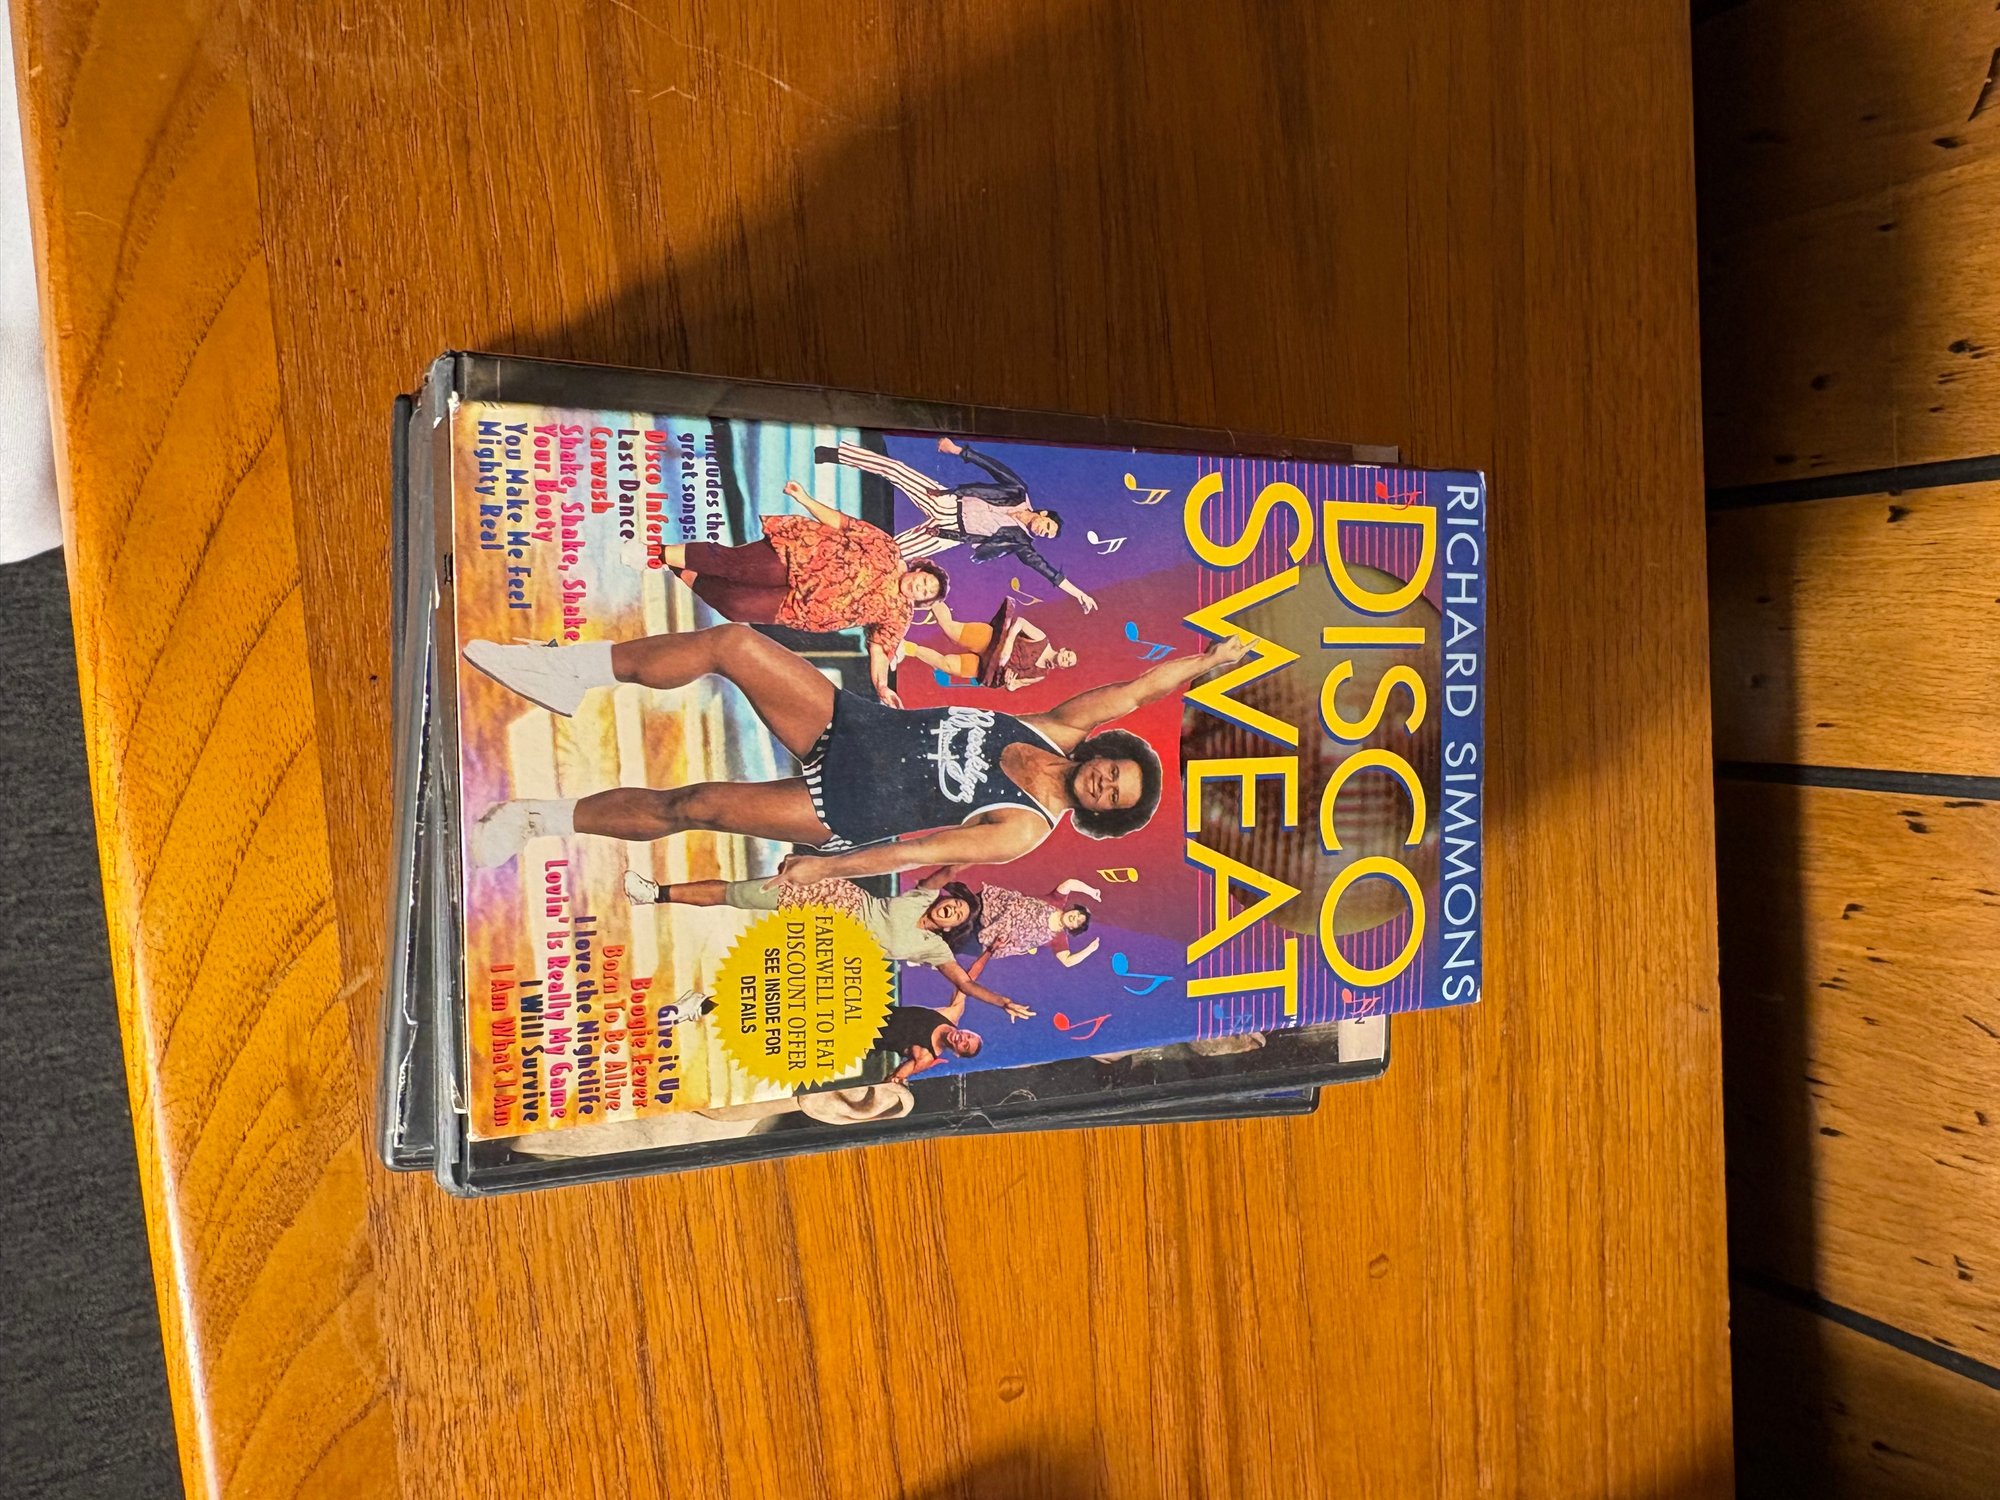 RICHARD SIMMONS
DISCO
SWEAT
Brooklyn
Includes the
great songs:
Disco Inferno
Last Dance
Carwash
Shake, Shake, Shake
Your Booty
You Make Me Feel
Mighty Real
SPECIAL
FAREWELL TO FAT
DISCOUNT OFFER
SEE INSIDE FOR
DETAILS
Give it Up
Boogie Fever
Born To Be Alive
I love the Nightlife
Lovin' Is Really My Game
I Will Survive
I Am What I Am